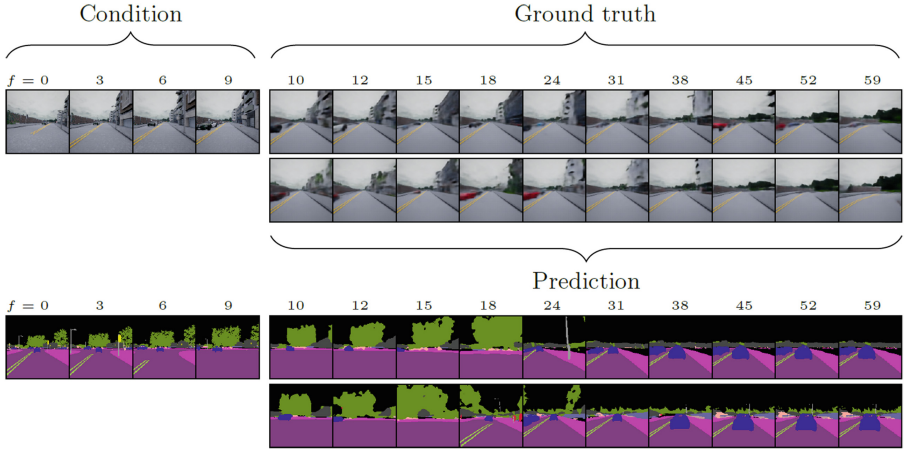 Condition Ground truth
f = 0 3 6 9 10 12 15 18 24 31 38 45 52 59
Prediction
f = 0 3 6 9 10 12 15 18 24 31 38 45 52 59